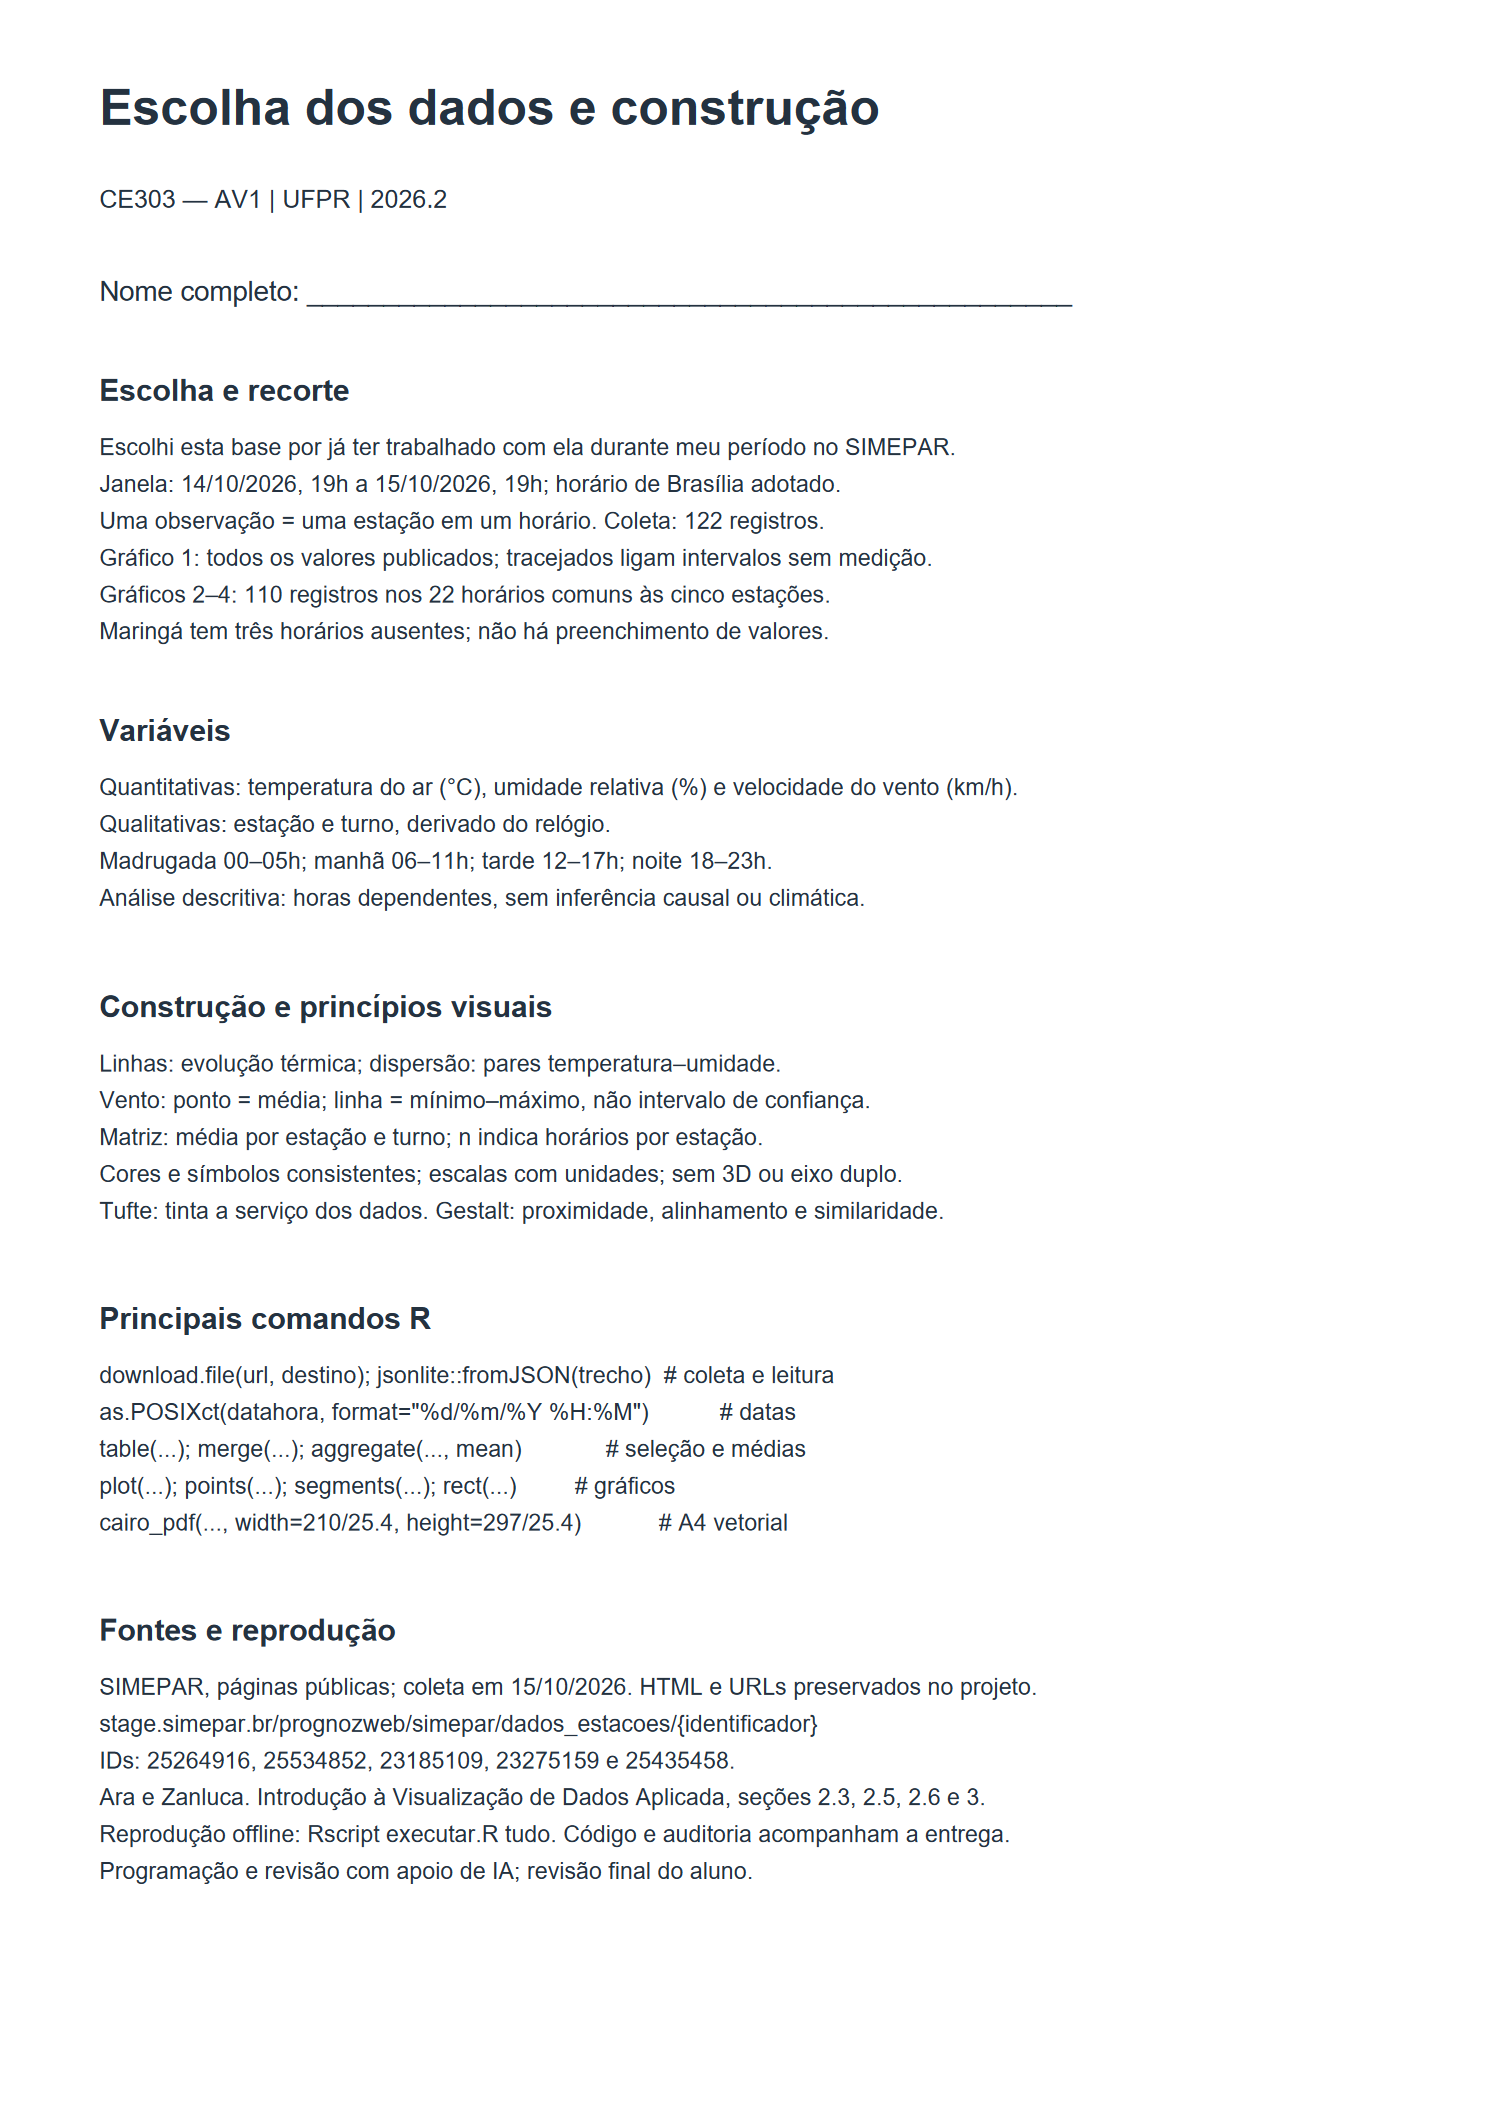 Escolha dos dados e construção
CE303 — AV1 | UFPR | 2026.2
Nome completo: ___________________________________________________
Escolha e recorte
Escolhi esta base por já ter trabalhado com ela durante meu período no SIMEPAR.
Janela: 14/10/2026, 19h a 15/10/2026, 19h; horário de Brasília adotado.
Uma observação = uma estação em um horário. Coleta: 122 registros.
Gráfico 1: todos os valores publicados; tracejados ligam intervalos sem medição.
Gráficos 2–4: 110 registros nos 22 horários comuns às cinco estações.
Maringá tem três horários ausentes; não há preenchimento de valores.
Variáveis
Quantitativas: temperatura do ar (°C), umidade relativa (%) e velocidade do vento (km/h).
Qualitativas: estação e turno, derivado do relógio.
Madrugada 00–05h; manhã 06–11h; tarde 12–17h; noite 18–23h.
Análise descritiva: horas dependentes, sem inferência causal ou climática.
Construção e princípios visuais
Linhas: evolução térmica; dispersão: pares temperatura–umidade.
Vento: ponto = média; linha = mínimo–máximo, não intervalo de confiança.
Matriz: média por estação e turno; n indica horários por estação.
Cores e símbolos consistentes; escalas com unidades; sem 3D ou eixo duplo.
Tufte: tinta a serviço dos dados. Gestalt: proximidade, alinhamento e similaridade.
Principais comandos R
download.file(url, destino); jsonlite::fromJSON(trecho)  # coleta e leitura
as.POSIXct(datahora, format="%d/%m/%Y %H:%M")           # datas
table(...); merge(...); aggregate(..., mean)             # seleção e médias
plot(...); points(...); segments(...); rect(...)         # gráficos
cairo_pdf(..., width=210/25.4, height=297/25.4)            # A4 vetorial
Fontes e reprodução
SIMEPAR, páginas públicas; coleta em 15/10/2026. HTML e URLs preservados no projeto.
stage.simepar.br/prognozweb/simepar/dados_estacoes/{identificador}
IDs: 25264916, 25534852, 23185109, 23275159 e 25435458.
Ara e Zanluca. Introdução à Visualização de Dados Aplicada, seções 2.3, 2.5, 2.6 e 3.
Reprodução offline: Rscript executar.R tudo. Código e auditoria acompanham a entrega.
Programação e revisão com apoio de IA; revisão final do aluno.